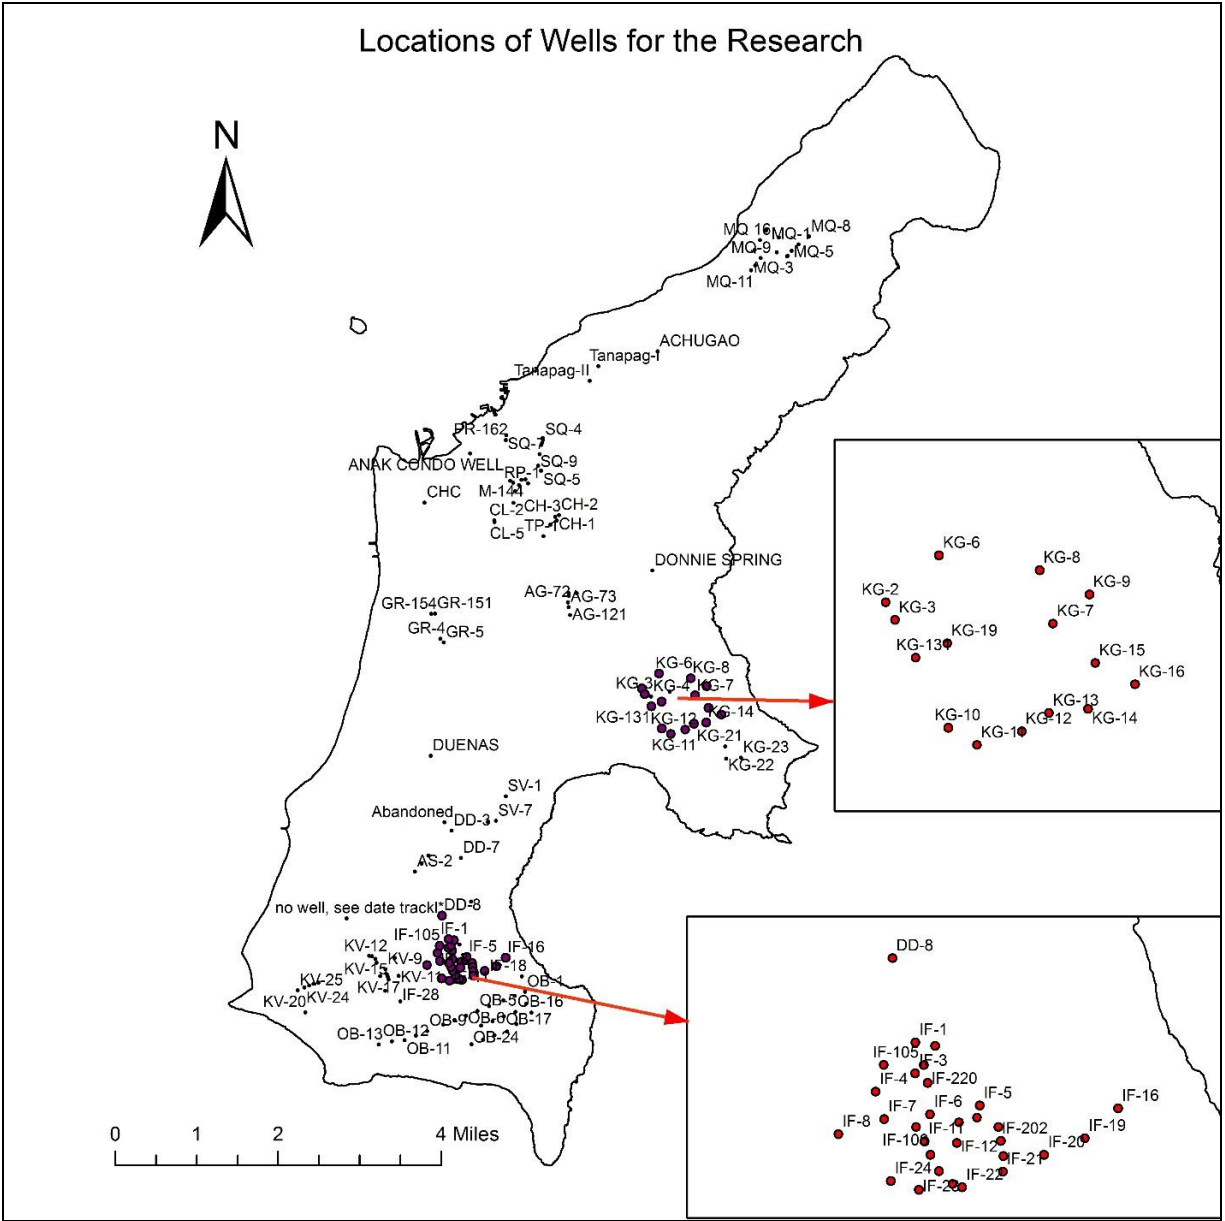 Locations of Wells for the Research
N
MQ 16
MQ-1
MQ-8
MQ-9
MQ-5
MQ-3
MQ-11
ACHUGAO
Tanapag-I
Tanapag-II
PR-162
SQ-4
SQ-7
ANAK CONDO WELL
SQ-9
RP-1
SQ-5
CHC
M-144
CL-2
CH-3
CH-2
CL-5
TP-1
CH-1
DONNIE SPRING
AG-72
AG-73
AG-121
GR-154
GR-151
GR-4
GR-5
KG-6
KG-8
KG-3
KG-4
KG-7
KG-131
KG-12
KG-14
KG-11
KG-21
KG-23
KG-22
DUENAS
SV-1
Abandoned
DD-3
SV-7
DD-7
AS-2
no well, see date trackl*
DD-8
IF-105
IF-1
IF-5
IF-16
IF-18
KV-12
KV-9
KV-15
KV-11
KV-17
KV-25
KV-20
KV-24
IF-28
OB-1
OB-5
OB-16
OB-9
OB-6
OB-17
OB-13
OB-12
OB-11
OB-24
0 1 2 4 Miles
KG-6
KG-8
KG-2
KG-9
KG-3
KG-7
KG-131
KG-19
KG-15
KG-16
KG-10
KG-13
KG-12
KG-14
DD-8
IF-1
IF-105
IF-3
IF-4
IF-220
IF-5
IF-6
IF-16
IF-7
IF-8
IF-11
IF-202
IF-19
IF-12
IF-20
IF-21
IF-24
IF-22